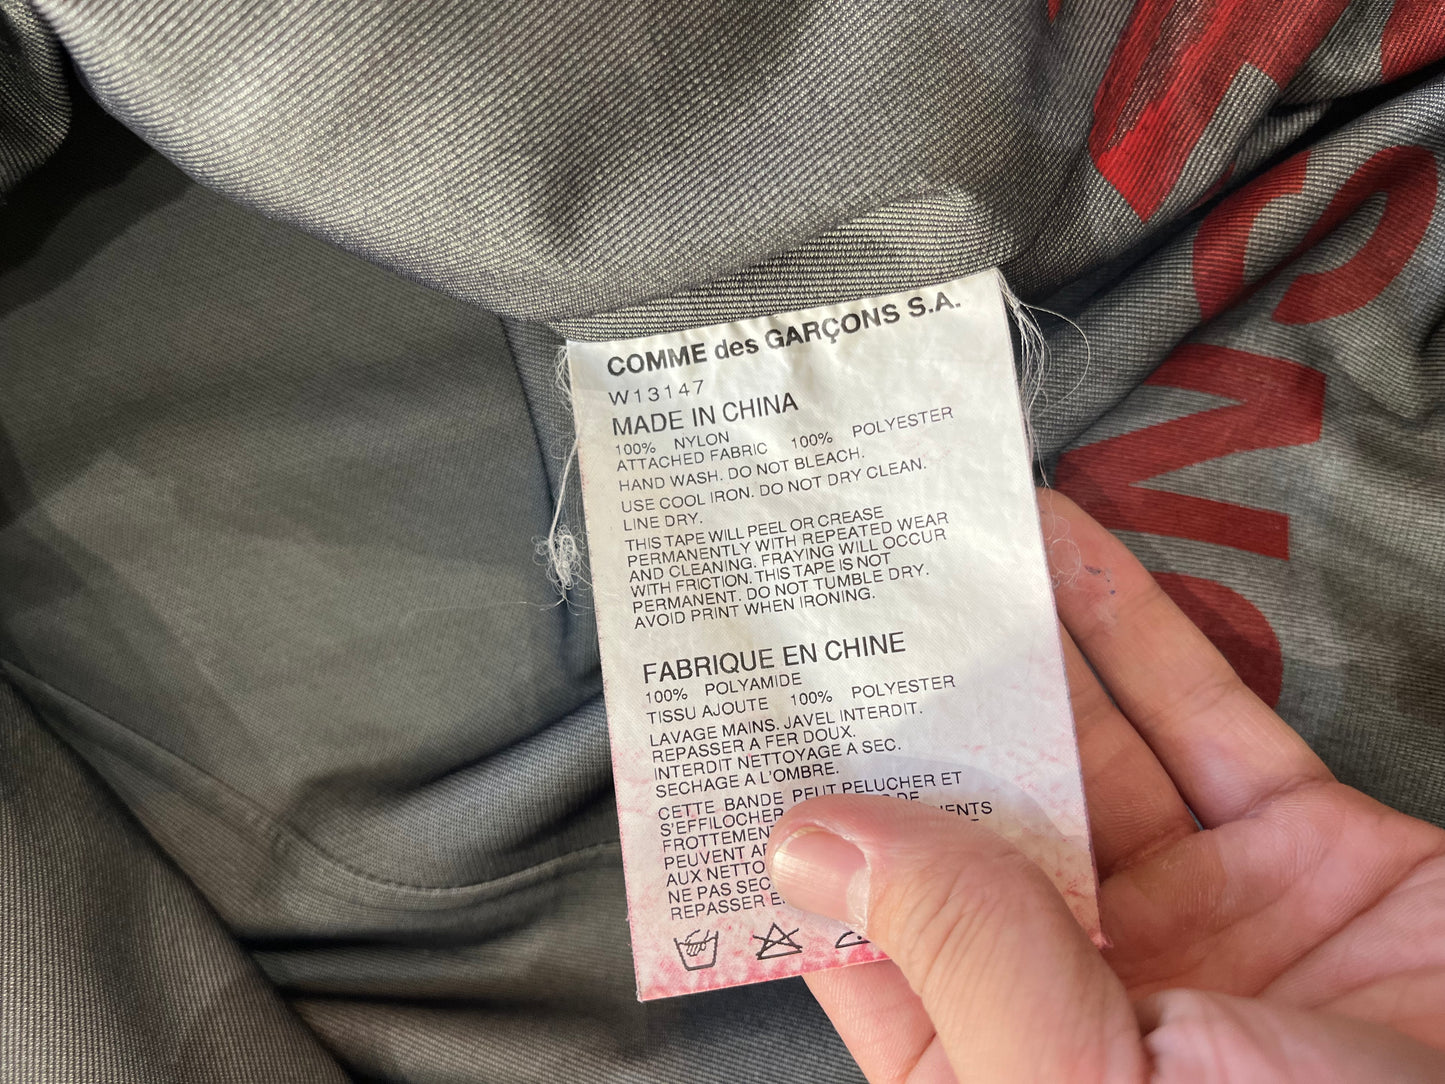 COMME des GARÇONS S.A.
W13147
MADE IN CHINA
100% NYLON
ATTACHED FABRIC 100% POLYESTER
HAND WASH. DO NOT BLEACH.
USE COOL IRON. DO NOT DRY CLEAN.
LINE DRY.
THIS TAPE WILL PEEL OR CREASE
PERMANENTLY WITH REPEATED WEAR
AND CLEANING. FRAYING WILL OCCUR
WITH FRICTION. THIS TAPE IS NOT
PERMANENT. DO NOT TUMBLE DRY.
AVOID PRINT WHEN IRONING.
FABRIQUE EN CHINE
100% POLYAMIDE
TISSU AJOUTE 100% POLYESTER
LAVAGE MAINS. JAVEL INTERDIT.
REPASSER A FER DOUX.
INTERDIT NETTOYAGE A SEC.
SECHAGE A L'OMBRE.
CETTE BANDE PEUT PELUCHER ET
S'EFFILOCHER DE
FROTTEMEN
PEUVENT
AUX
NE PAS
REPASSER